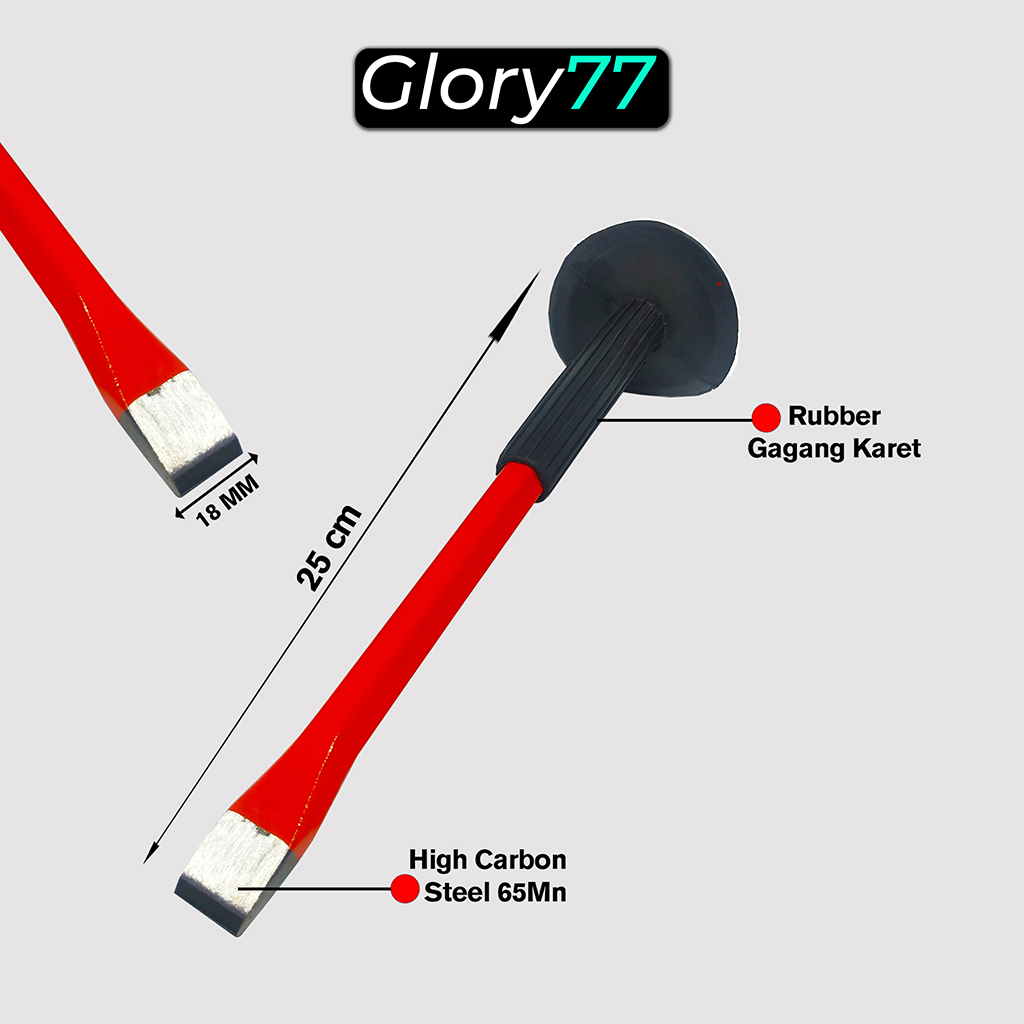 Glory77
Rubber
Gagang Karet
18 MM
25 cm
High Carbon
Steel 65Mn